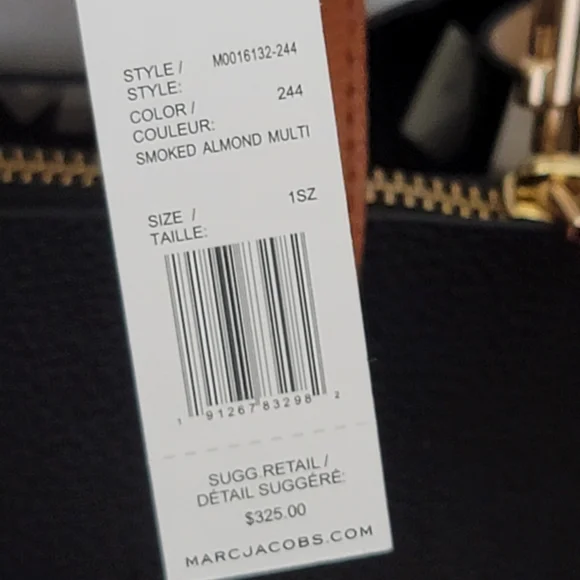 STYLE / M0016132-244
STYLE:
COLOR / 244
COULEUR:
SMOKED ALMOND MULTI
SIZE / 1SZ
TAILLE:
1 91267 83298 2
SUGG.RETAIL /
DÉTAIL SUGGÉRÉ:
$325.00
MARCJACOBS.COM